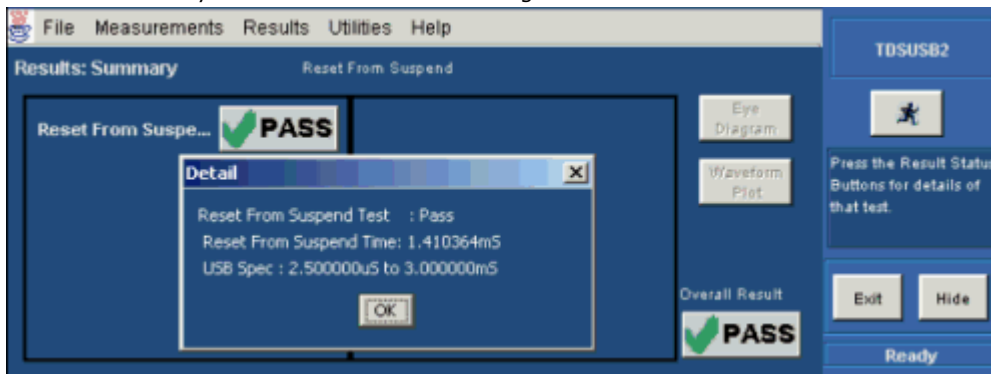 File Measurements Results Utilities Help
Results: Summary Reset From Suspend
Reset From Suspe... PASS
Detail
Reset From Suspend Test : Pass
Reset From Suspend Time: 1.410364mS
USB Spec : 2.500000uS to 3.000000mS
OK
Eye
Diagram
Waveform
Plot
Overall Result
PASS
TDSUSB2
Press the Result Status
Buttons for details of
that test.
Exit Hide
Ready